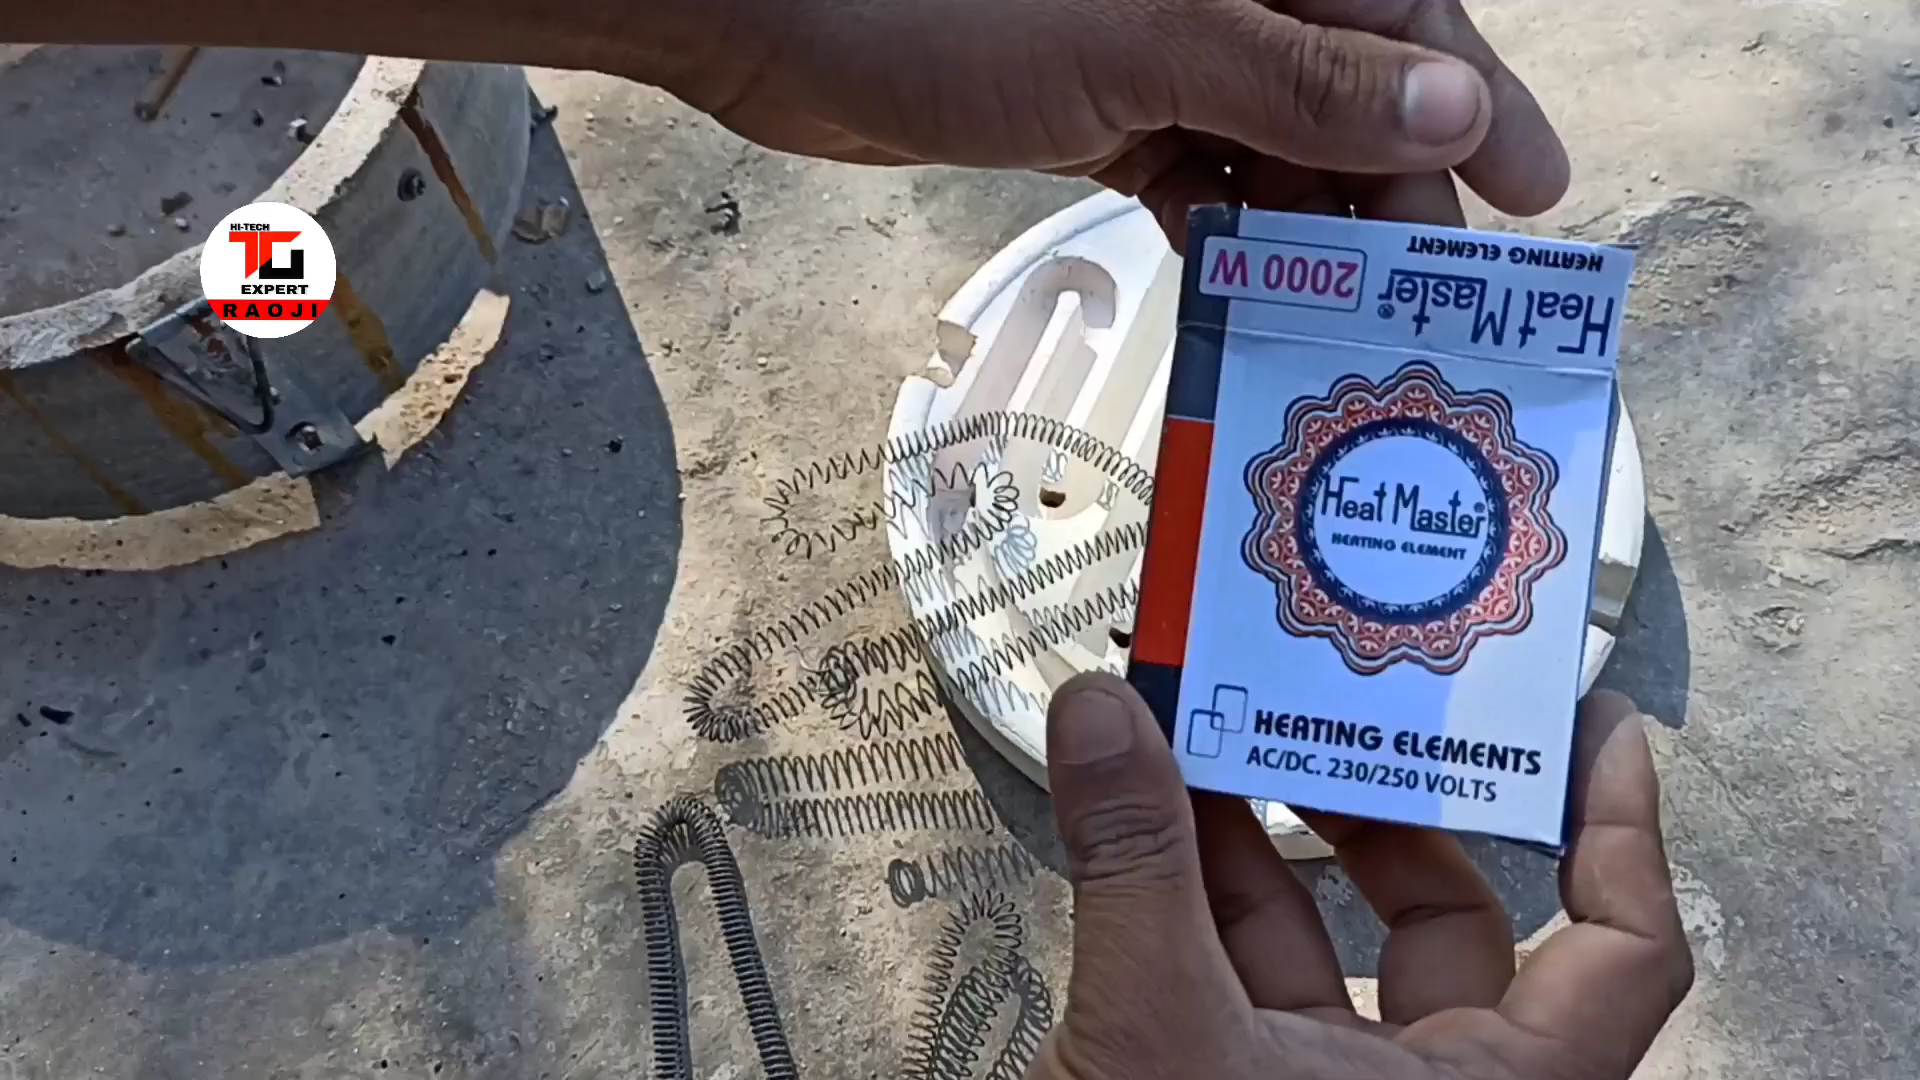 HI-TECH
TG
EXPERT
RAOJI
HEATING ELEMENT
Heat Master®
2000 W
Heat Master®
HEATING ELEMENT
HEATING ELEMENTS
AC/DC. 230/250 VOLTS